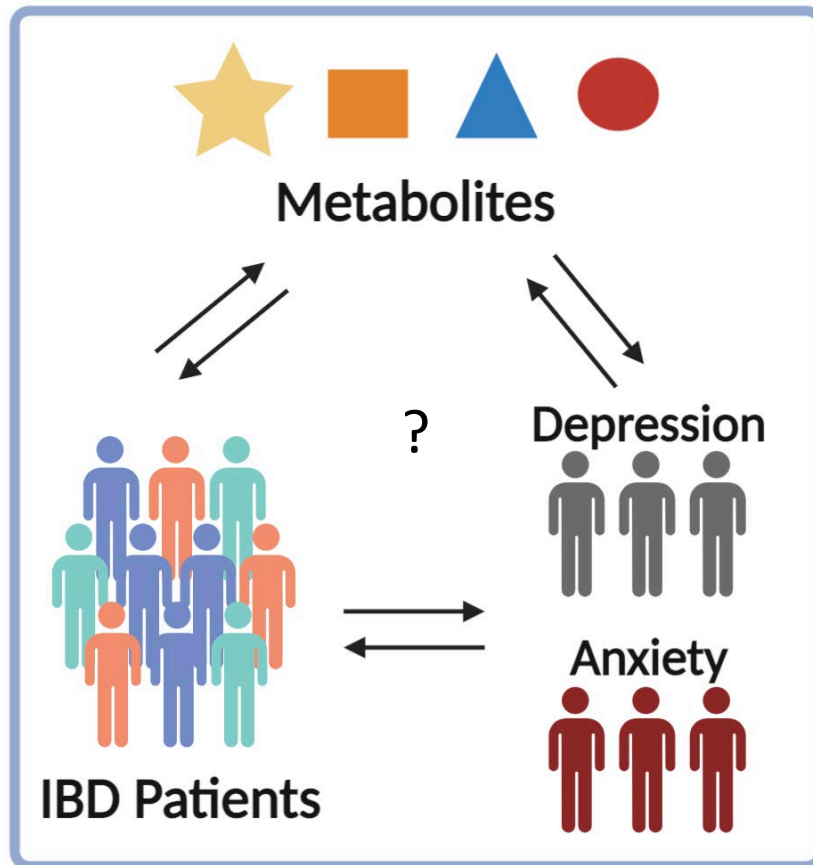 Metabolites
?
Depression
Anxiety
IBD Patients